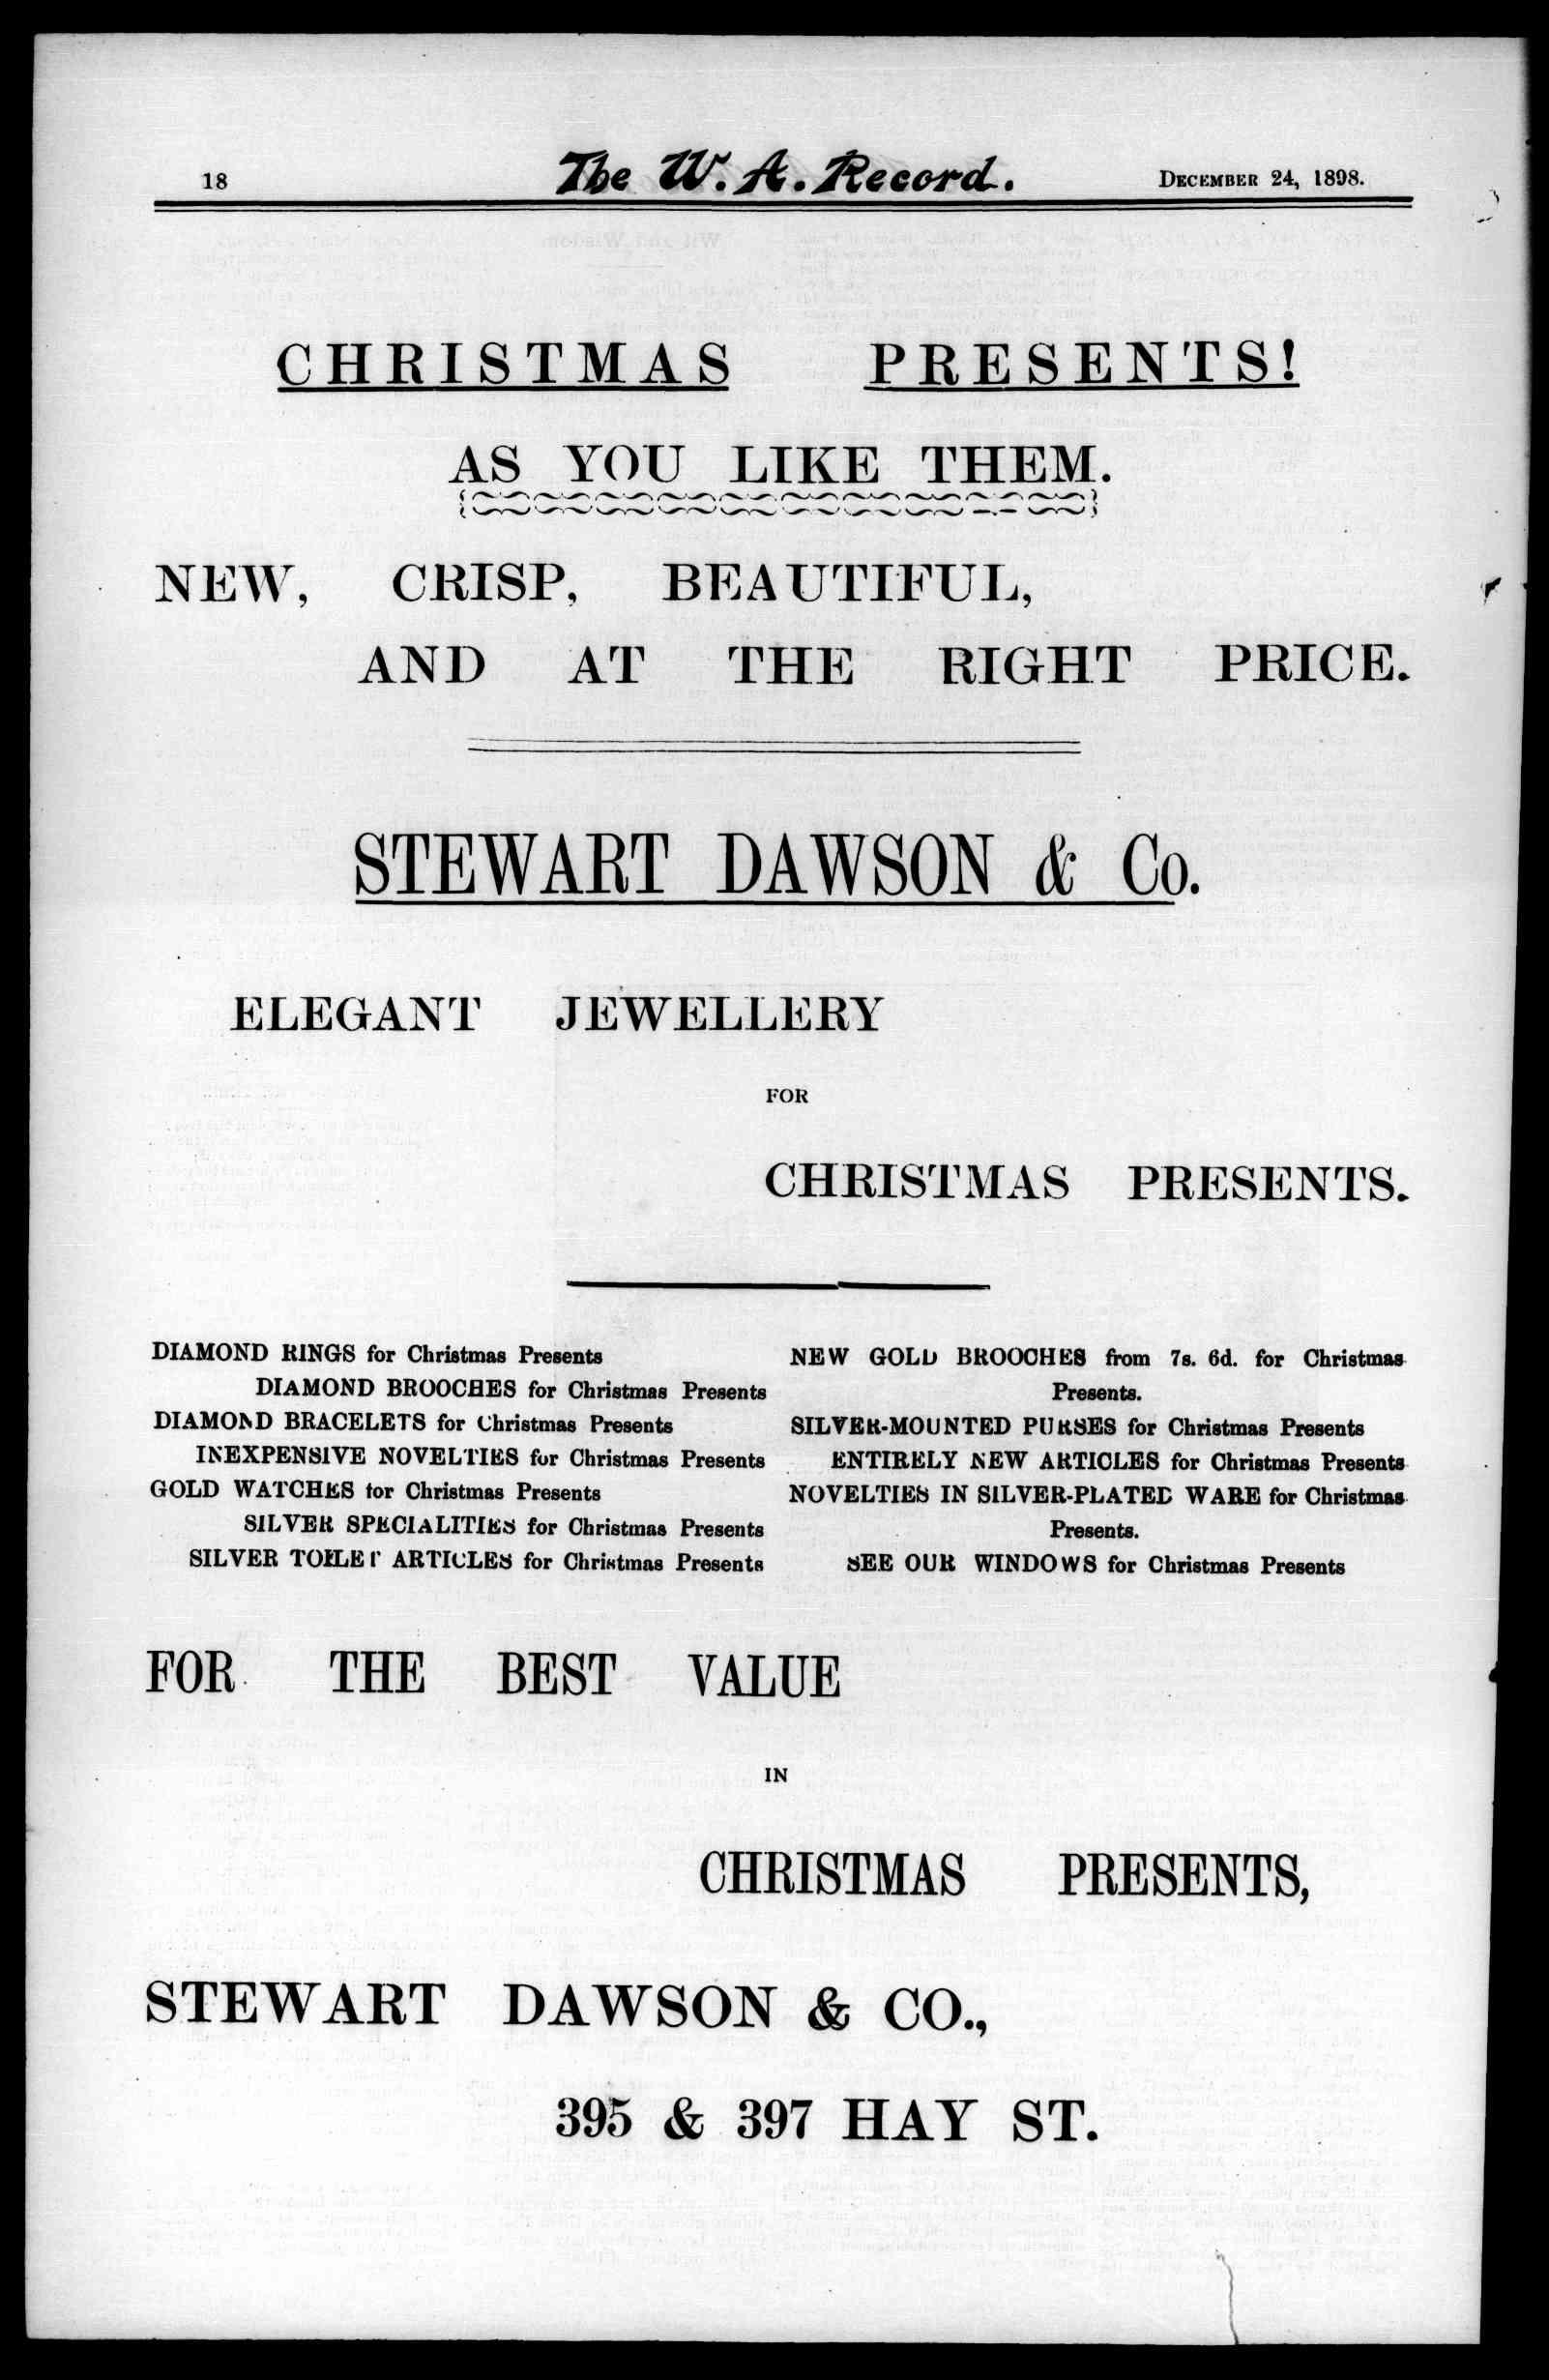 18 The W. A. Record. DECEMBER 24, 1898.
CHRISTMAS PRESENTS!
AS YOU LIKE THEM.
NEW, CRISP, BEAUTIFUL,
AND AT THE RIGHT PRICE.
STEWART DAWSON & Co.
ELEGANT JEWELLERY
FOR
CHRISTMAS PRESENTS.
DIAMOND RINGS for Christmas Presents
DIAMOND BROOCHES for Christmas Presents
DIAMOND BRACELETS for Christmas Presents
INEXPENSIVE NOVELTIES for Christmas Presents
GOLD WATCHES for Christmas Presents
SILVER SPECIALITIES for Christmas Presents
SILVER TOILET ARTICLES for Christmas Presents
NEW GOLD BROOCHES from 7s. 6d. for Christmas
Presents.
SILVER-MOUNTED PURSES for Christmas Presents
ENTIRELY NEW ARTICLES for Christmas Presents
NOVELTIES IN SILVER-PLATED WARE for Christmas
Presents.
SEE OUR WINDOWS for Christmas Presents
FOR THE BEST VALUE
IN
CHRISTMAS PRESENTS,
STEWART DAWSON & CO.,
395 & 397 HAY ST.